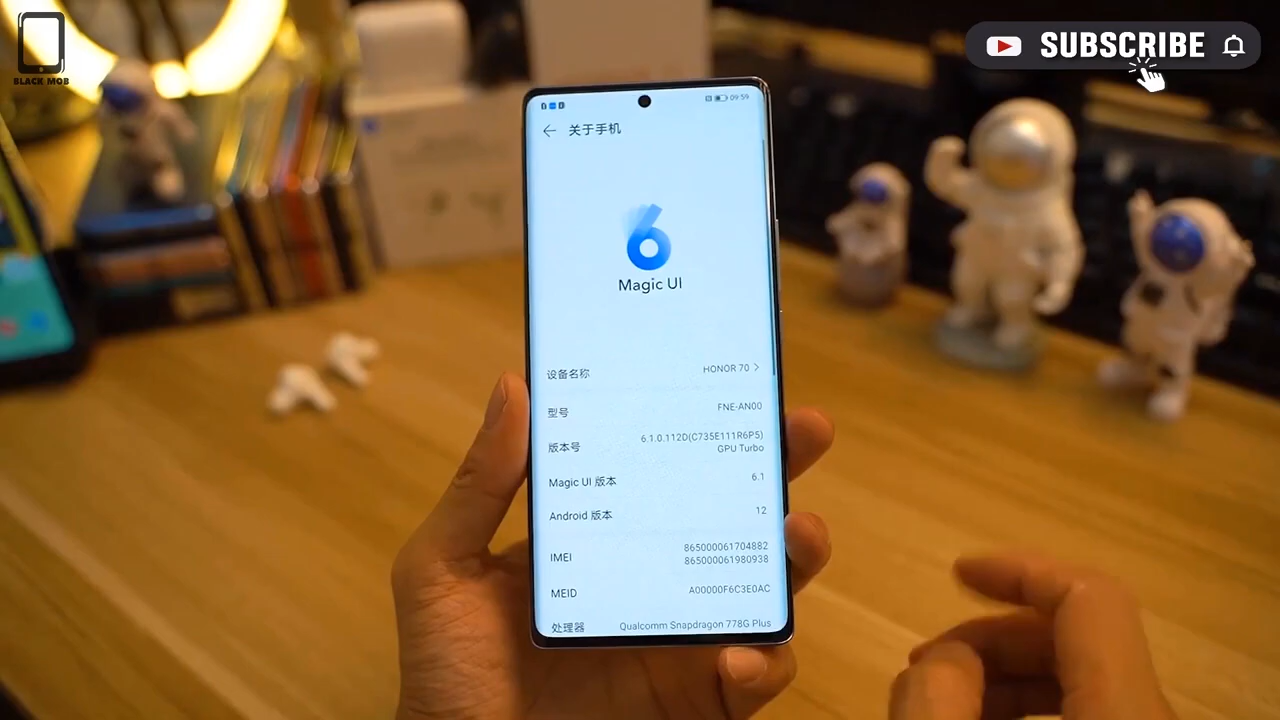 BLACK MOB
SUBSCRIBE
09:59
关于手机
6
Magic UI
设备名称 HONOR 70
型号 FNE-AN00
版本号 6.1.0.112D(C735E111R6P5)
GPU Turbo
Magic UI 版本 6.1
Android 版本 12
IMEI 865000061704882
865000061980938
MEID A00000F6C3E0AC
处理器 Qualcomm Snapdragon 778G Plus